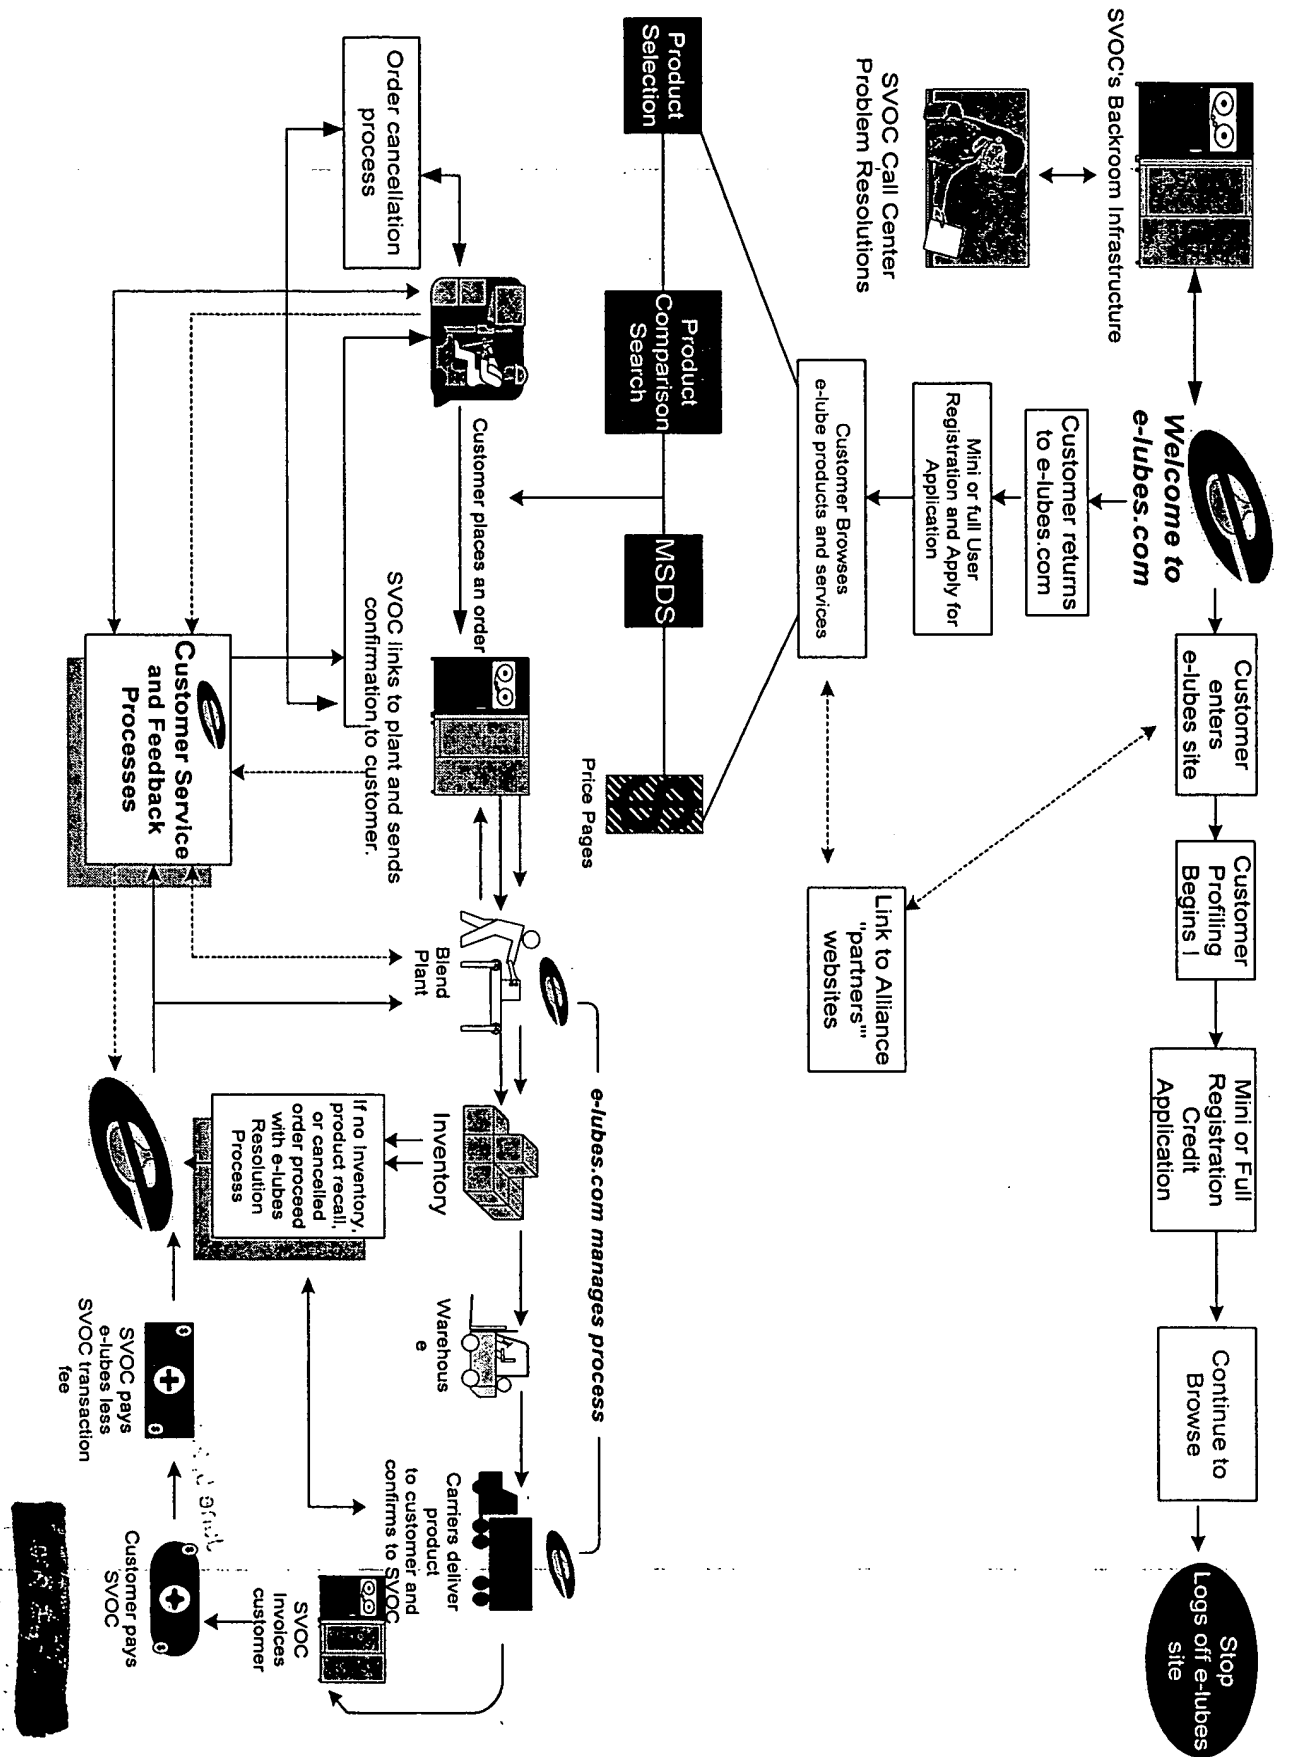 SVOC's Backroom Infrastructure
SVOC Call Center
Problem Resolutions
Welcome to
e-lubes.com
Customer
enters
e-lubes site
Customer
Profiling
Begins !
Mini or Full
Registration
Credit
Application
Continue to
Browse
Stop
Logs off e-lubes
site
Customer returns
to e-lubes.com
Mini or full User
Registration and Apply for
Application
Customer Browses
e-lube products and services
Link to Alliance
"partners'"
websites
Product
Selection
Product
Comparison
Search
MSDS
Price Pages
e-lubes.com manages process
Order cancellation
process
Customer places an order
SVOC links to plant and sends
confirmation to customer.
Blend
Plant
Inventory
Warehous
e
Carriers deliver
product
to customer and
confirms to SVOC
If no Inventory,
product recall,
or cancelled
order proceed
with e-lubes
Resolution
Process
SVOC
Invoices
customer
Customer Service
and Feedback
Processes
SVOC pays
e-lubes less
SVOC transaction
fee
Customer pays
SVOC